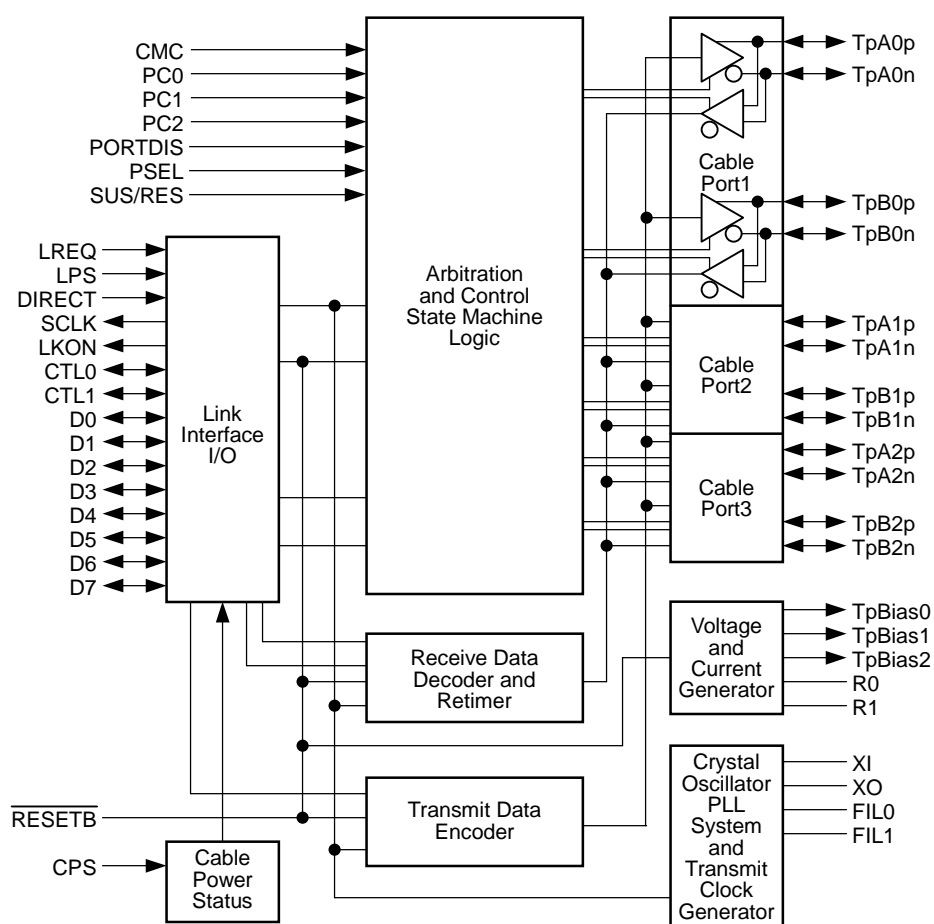 CMC
PC0
PC1
PC2
PORTDIS
PSEL
SUS/RES
LREQ
LPS
DIRECT
SCLK
LKON
CTL0
CTL1
D0
D1
D2
D3
D4
D5
D6
D7
Link
Interface
I/O
Arbitration
and Control
State Machine
Logic
Cable
Port1
Cable
Port2
Cable
Port3
TpA0p
TpA0n
TpB0p
TpB0n
TpA1p
TpA1n
TpB1p
TpB1n
TpA2p
TpA2n
TpB2p
TpB2n
Receive Data
Decoder and
Retimer
Voltage
and
Current
Generator
TpBias0
TpBias1
TpBias2
R0
R1
Transmit Data
Encoder
Crystal
Oscillator
PLL
System
and
Transmit
Clock
Generator
XI
XO
FIL0
FIL1
RESETB
CPS
Cable
Power
Status